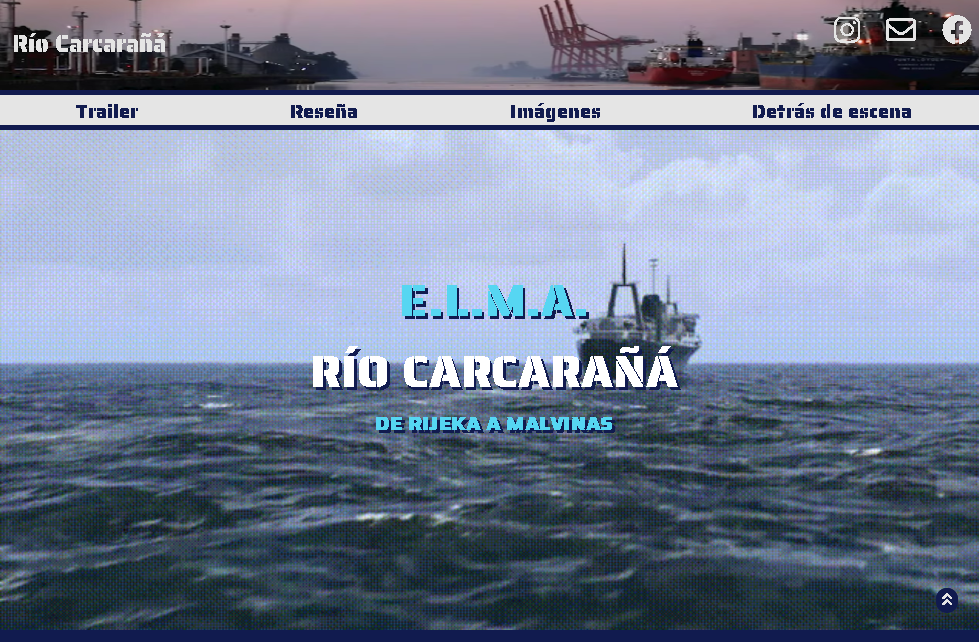 Río Carcarañá
Trailer
Reseña
Imágenes
Detrás de escena
E.L.M.A.
RÍO CARCARAÑÁ
DE RIJEKA A MALVINAS